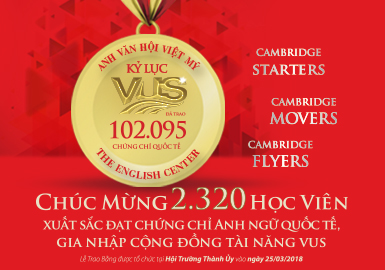 ANH VĂN HỘI VIỆT MỸ
KỶ LỤC
VUS
ĐÃ TRAO
102.095
CHỨNG CHỈ QUỐC TẾ
THE ENGLISH CENTER
CAMBRIDGE
STARTERS
CAMBRIDGE
MOVERS
CAMBRIDGE
FLYERS
CHÚC MỪNG 2.320 HỌC VIÊN
XUẤT SẮC ĐẠT CHỨNG CHỈ ANH NGỮ QUỐC TẾ,
GIA NHẬP CỘNG ĐỒNG TÀI NĂNG VUS
Lễ Trao Bằng được tổ chức tại Hội Trường Thành Ủy vào ngày 25/03/2018